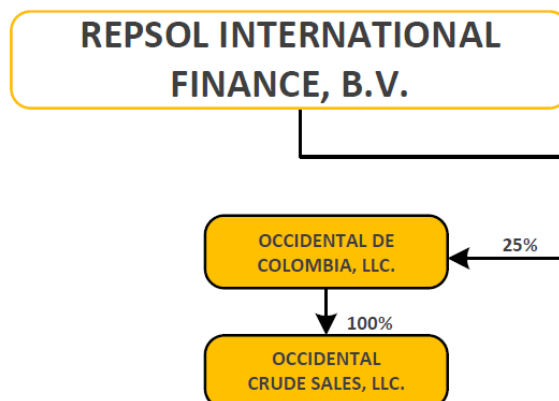 REPSOL INTERNATIONAL
FINANCE, B.V.
OCCIDENTAL DE
COLOMBIA, LLC.
25%
100%
OCCIDENTAL
CRUDE SALES, LLC.